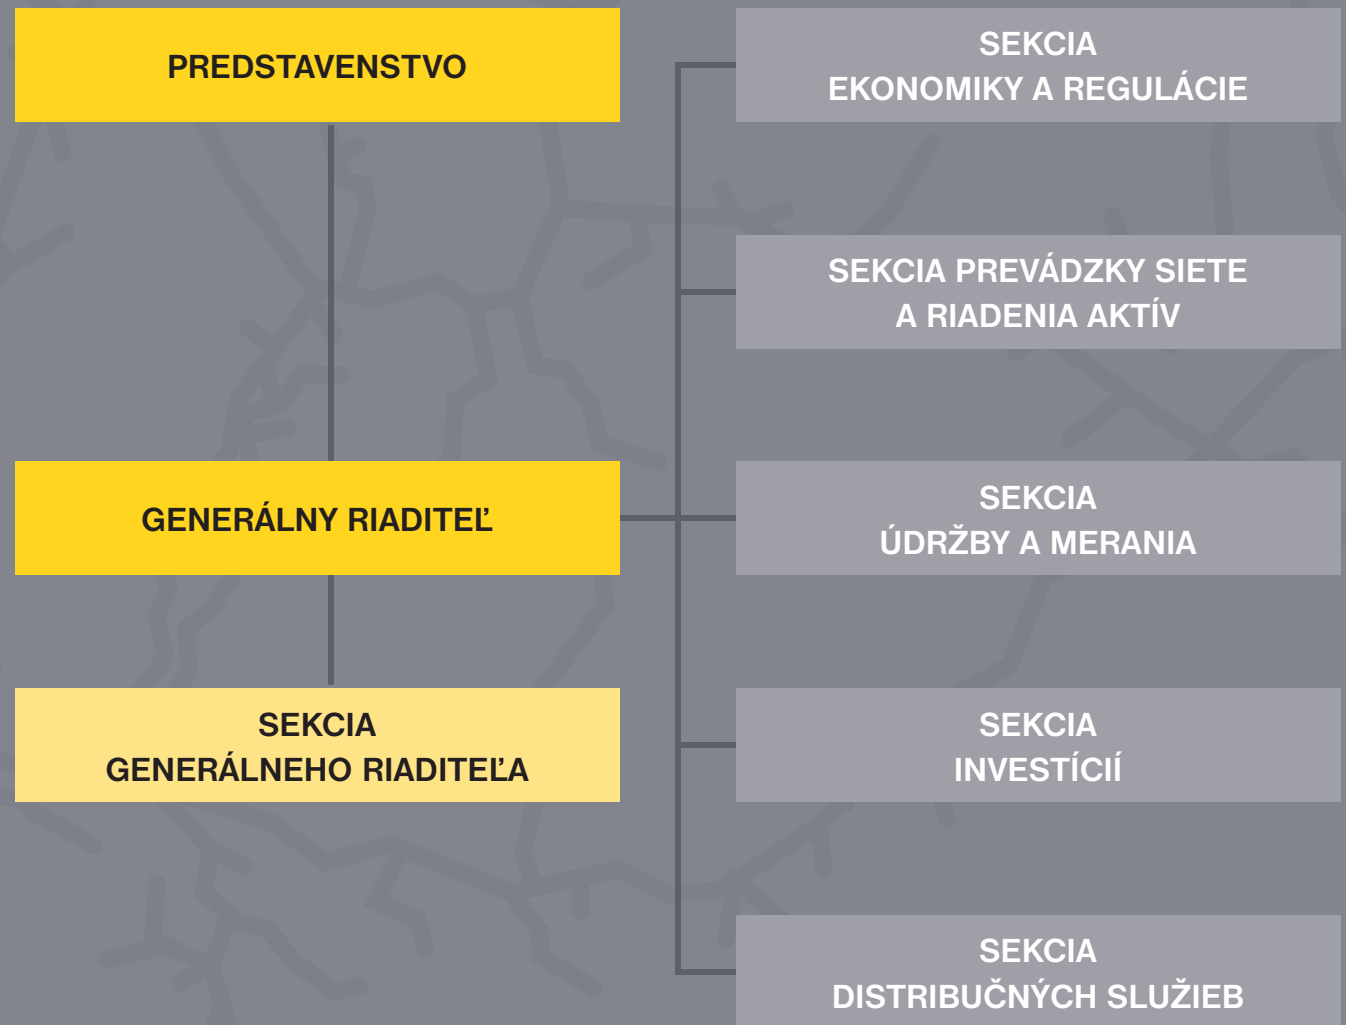 PREDSTAVENSTVO
GENERÁLNY RIADITEĽ
SEKCIA
GENERÁLNEHO RIADITEĽA
SEKCIA
EKONOMIKY A REGULÁCIE
SEKCIA PREVÁDZKY SIETE
A RIADENIA AKTÍV
SEKCIA
ÚDRŽBY A MERANIA
SEKCIA
INVESTÍCIÍ
SEKCIA
DISTRIBUČNÝCH SLUŽIEB